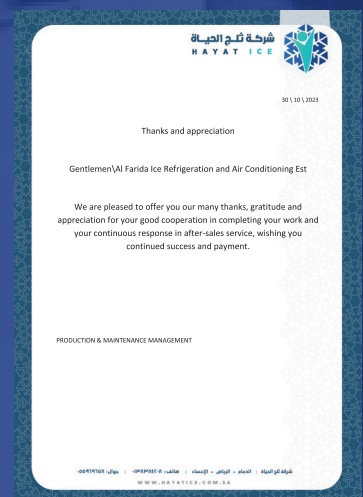 شركة ثلج الحياة
HAYAT ICE
30 \ 10 \ 2023
Thanks and appreciation
Gentlemen\Al Farida Ice Refrigeration and Air Conditioning Est
We are pleased to offer you our many thanks, gratitude and
appreciation for your good cooperation in completing your work and
your continuous response in after-sales service, wishing you
continued success and payment.
PRODUCTION & MAINTENANCE MANAGEMENT
شركة ثلج الحياة | الدمام - الرياض - الإحساء | هاتف: | جوال:
WWW.HAYATICE.COM.SA